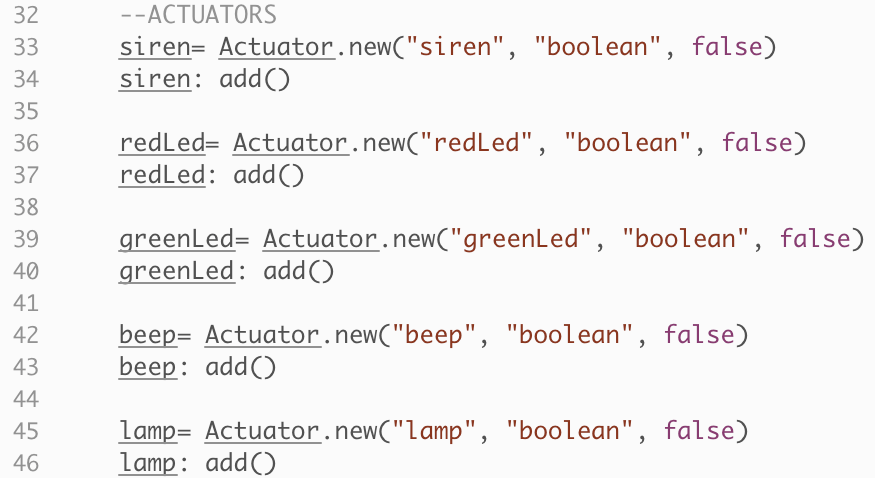 32 --ACTUATORS
33 siren= Actuator.new("siren", "boolean", false)
34 siren: add()
35
36 redLed= Actuator.new("redLed", "boolean", false)
37 redLed: add()
38
39 greenLed= Actuator.new("greenLed", "boolean", false)
40 greenLed: add()
41
42 beep= Actuator.new("beep", "boolean", false)
43 beep: add()
44
45 lamp= Actuator.new("lamp", "boolean", false)
46 lamp: add()